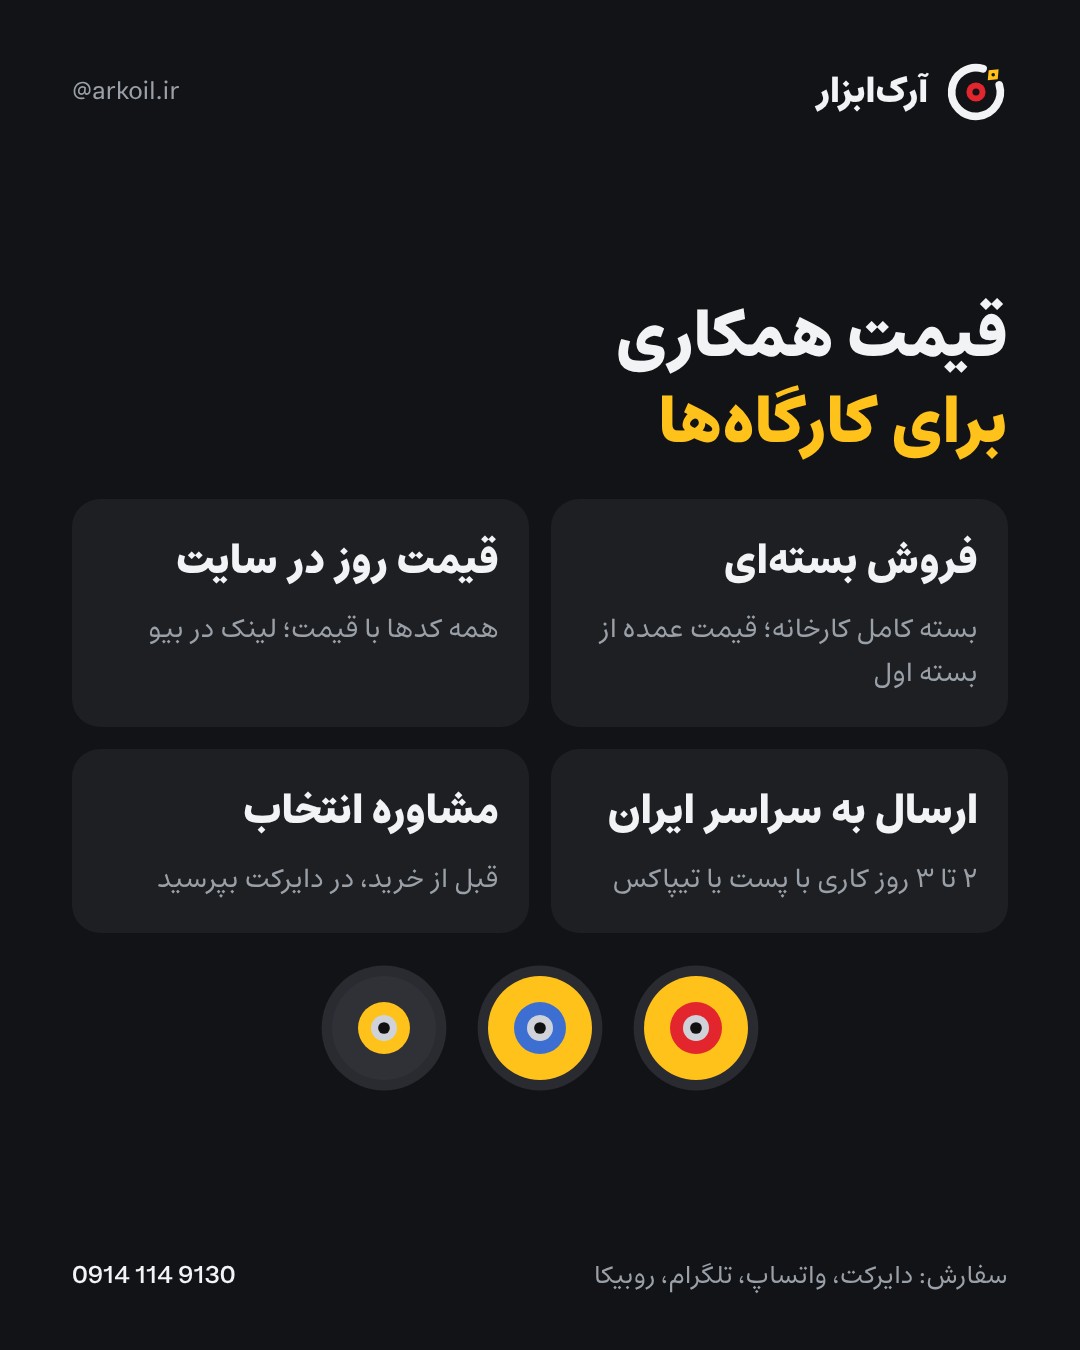 آرک‌ابزار
@arkoil.ir
قیمت همکاری
برای کارگاه‌ها
فروش بسته‌ای
بسته کامل کارخانه؛ قیمت عمده از
بسته اول
قیمت روز در سایت
همه کدها با قیمت؛ لینک در بیو
ارسال به سراسر ایران
۲ تا ۳ روز کاری با پست یا تیپاکس
مشاوره انتخاب
قبل از خرید، در دایرکت بپرسید
سفارش: دایرکت، واتساپ، تلگرام، روبیکا
0914 114 9130